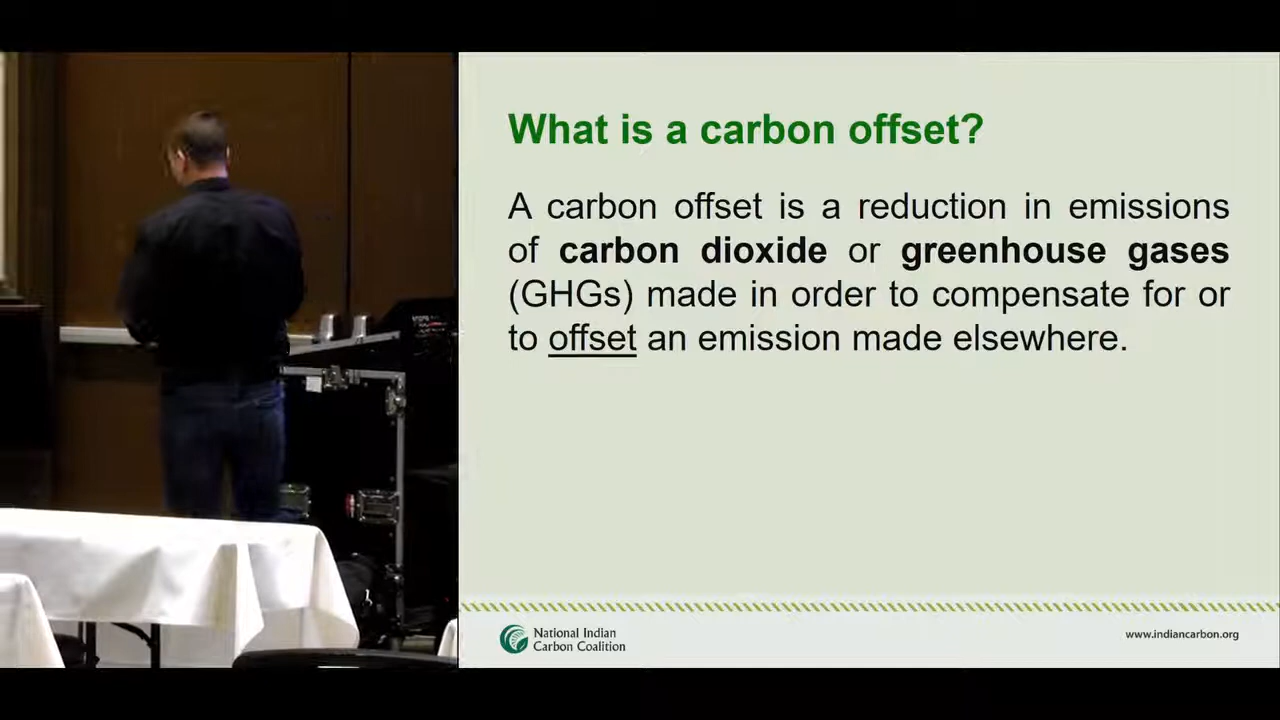 What is a carbon offset?
A carbon offset is a reduction in emissions
of carbon dioxide or greenhouse gases
(GHGs) made in order to compensate for or
to offset an emission made elsewhere.
National Indian
Carbon Coalition
www.indiancarbon.org